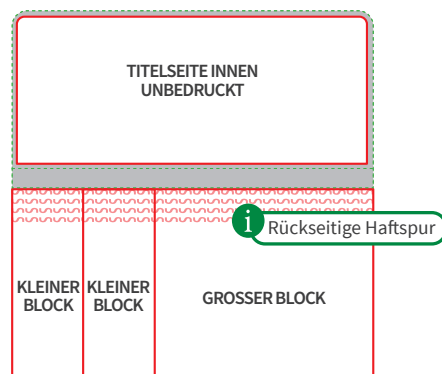 TITELSEITE INNEN
UNBEDRUCKT
i Rückseitige Haftspur
KLEINER
BLOCK
KLEINER
BLOCK
GROSSER BLOCK